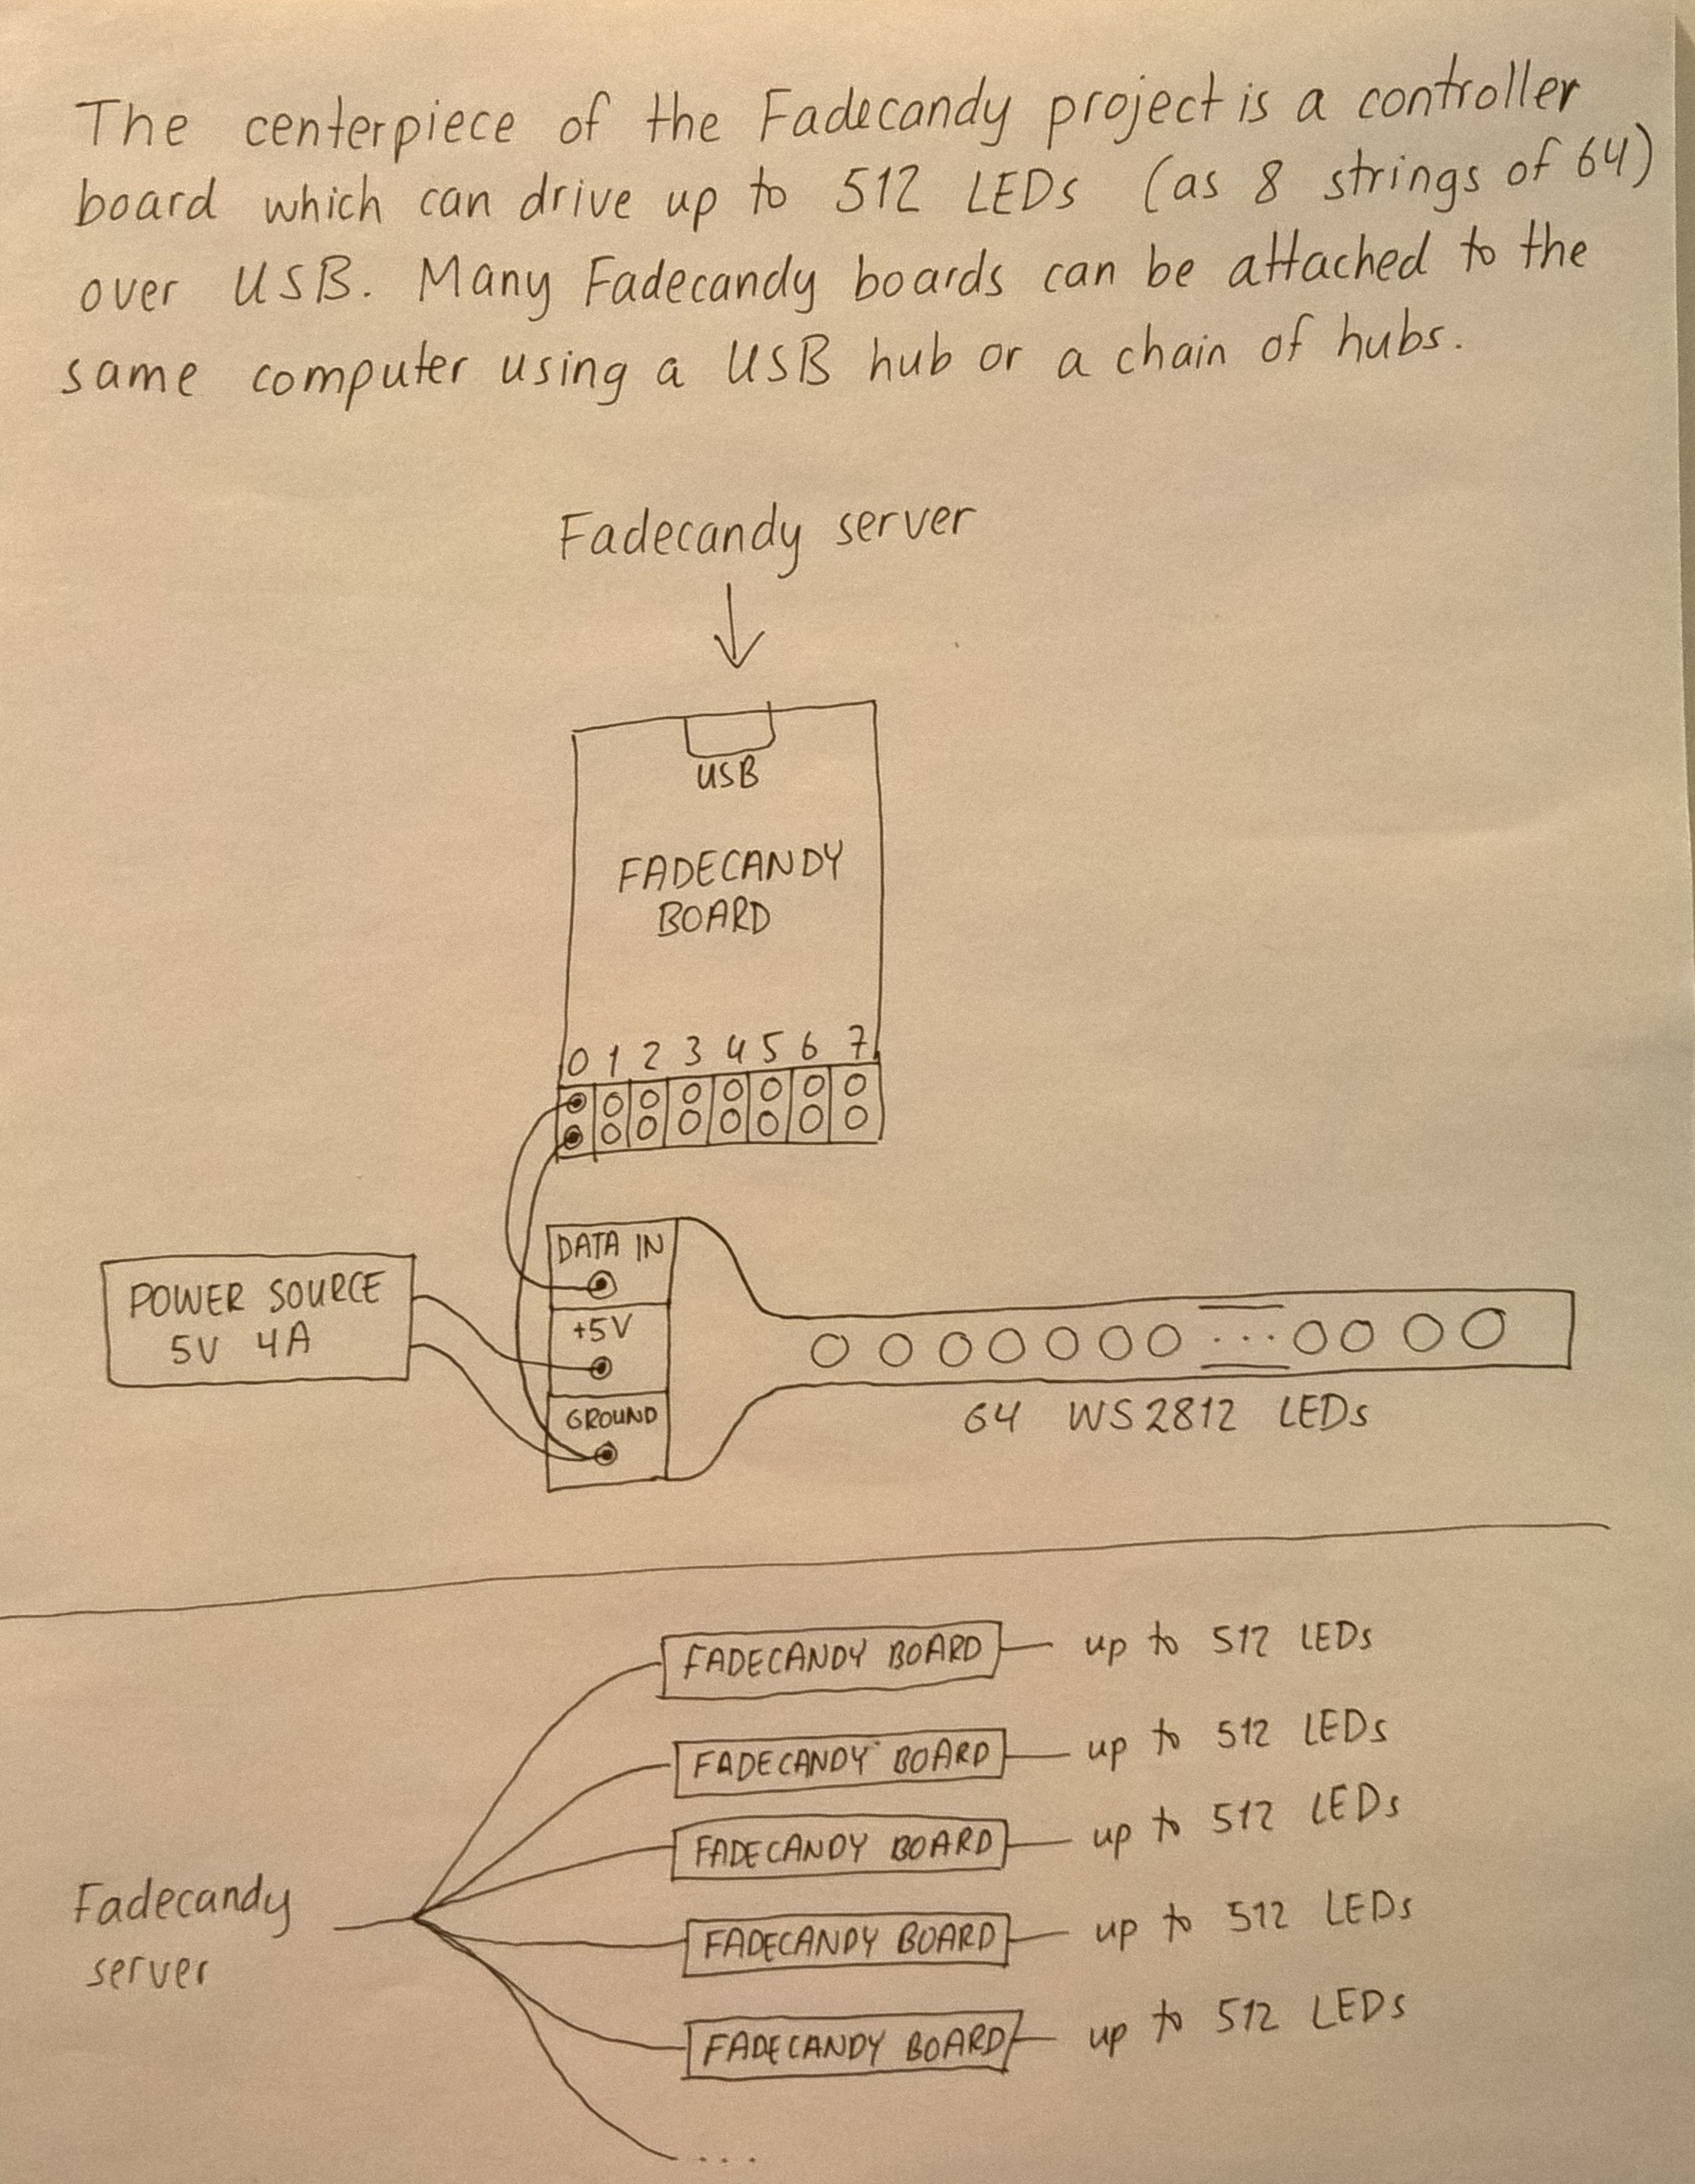 The centerpiece of the Fadecandy project is a controller
board which can drive up to 512 LEDs (as 8 strings of 64)
over USB. Many Fadecandy boards can be attached to the
same computer using a USB hub or a chain of hubs.
Fadecandy server
USB
FADECANDY
BOARD
0 1 2 3 4 5 6 7
DATA IN
POWER SOURCE
5V 4A
+5V
...
GROUND
64 WS2812 LEDs
FADECANDY BOARD up to 512 LEDs
FADECANDY BOARD up to 512 LEDs
FADECANDY BOARD up to 512 LEDs
Fadecandy
server
FADECANDY BOARD up to 512 LEDs
FADECANDY BOARD up to 512 LEDs
....